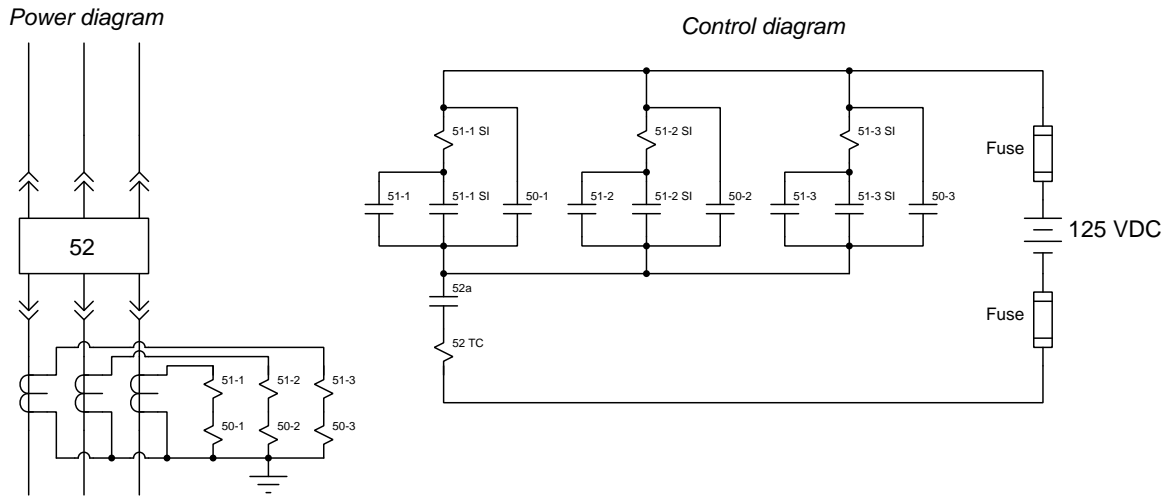 Power diagram
Control diagram
51-1 SI
51-2 SI
51-3 SI
Fuse
51-1
51-1 SI
50-1
51-2
51-2 SI
50-2
51-3
51-3 SI
50-3
125 VDC
52
52a
Fuse
52 TC
51-1
51-2
51-3
50-1
50-2
50-3